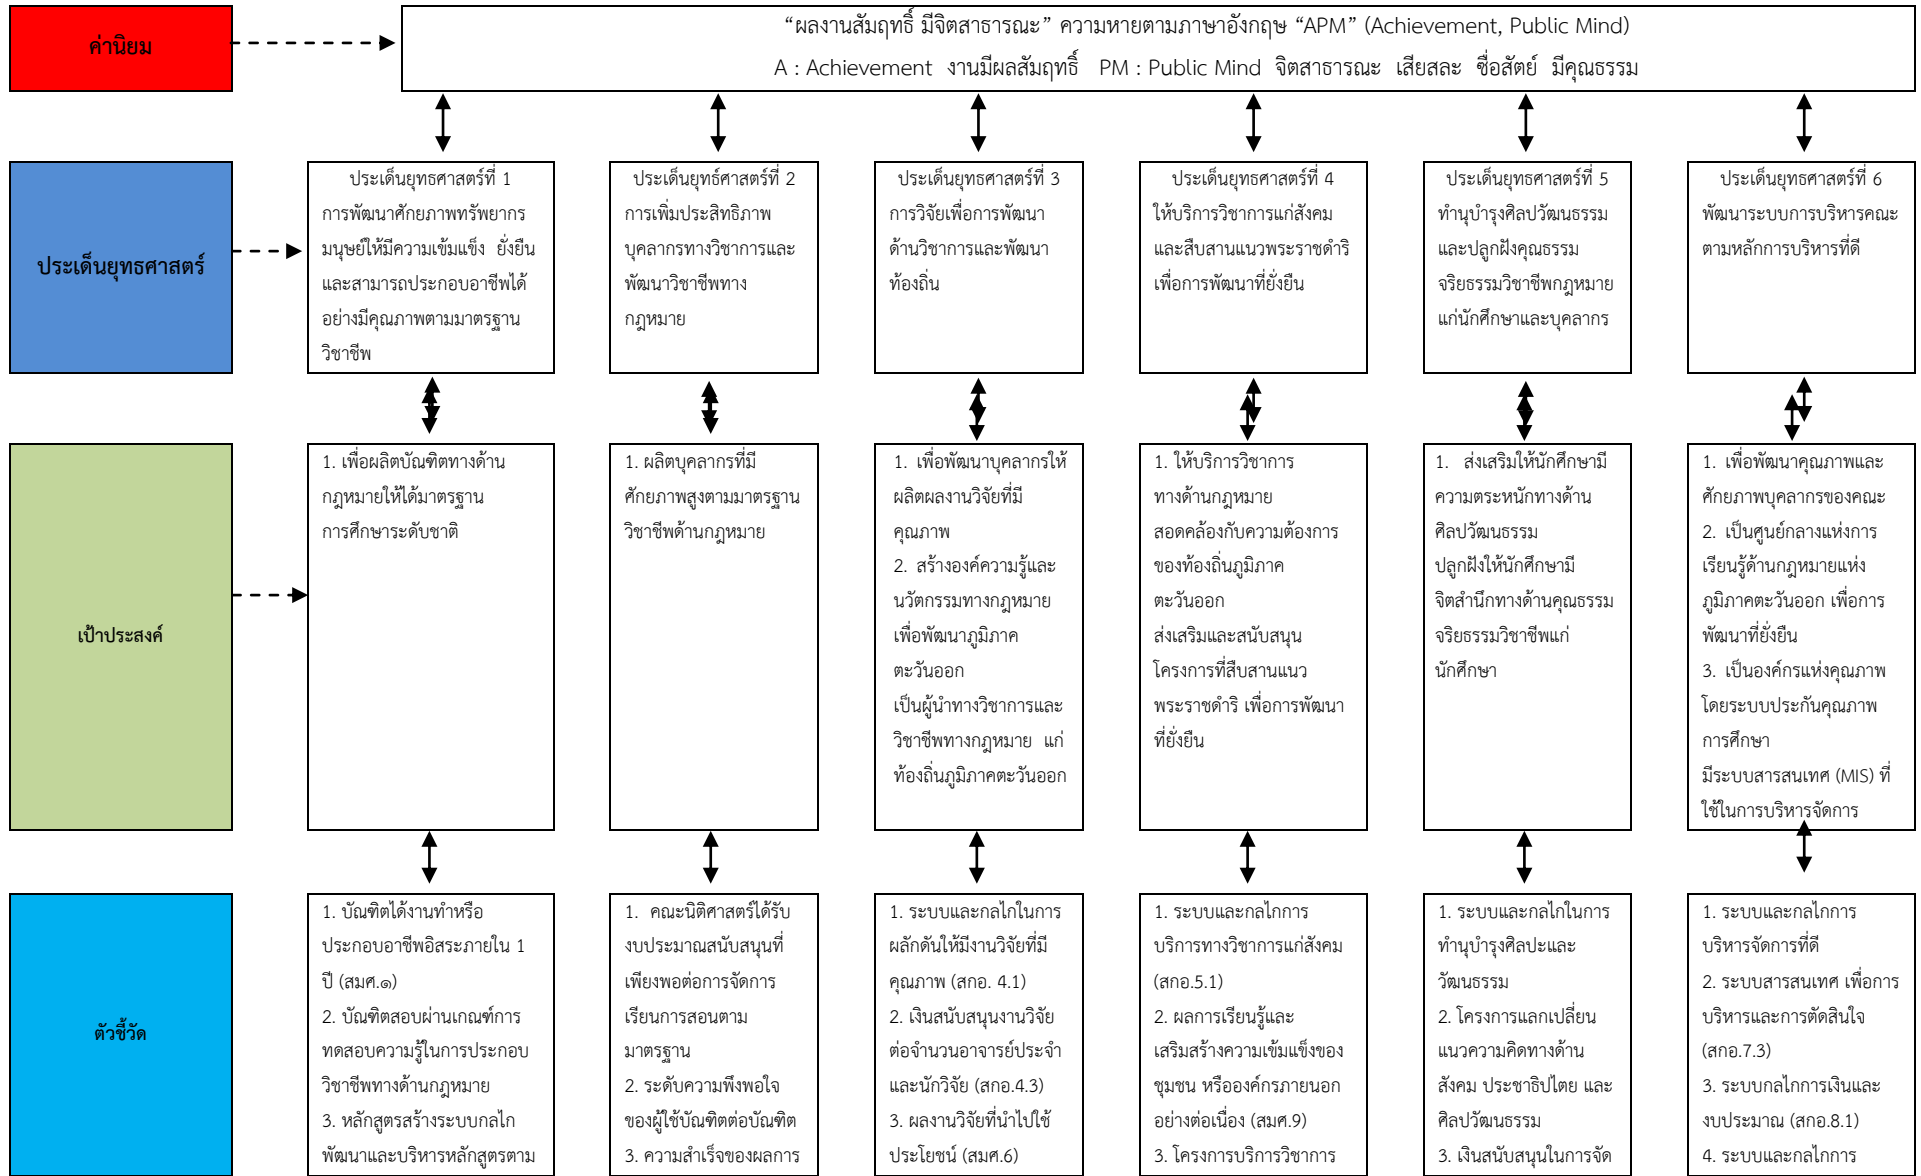 ค่านิยม
“ผลงานสัมฤทธิ์ มีจิตสาธารณะ” ความหายตามภาษาอังกฤษ “APM” (Achievement, Public Mind)
A : Achievement งานมีผลสัมฤทธิ์ PM : Public Mind จิตสาธารณะ เสียสละ ซื่อสัตย์ มีคุณธรรม
ประเด็นยุทธศาสตร์
ประเด็นยุทธศาสตร์ที่ 1
การพัฒนาศักยภาพทรัพยากร
มนุษย์ให้มีความเข้มแข็ง ยั่งยืน
และสามารถประกอบอาชีพได้
อย่างมีคุณภาพตามมาตรฐาน
วิชาชีพ
ประเด็นยุทธ์ศาสตร์ที่ 2
การเพิ่มประสิทธิภาพ
บุคลากรทางวิชาการและ
พัฒนาวิชาชีพทาง
กฎหมาย
ประเด็นยุทธศาสตร์ที่ 3
การวิจัยเพื่อการพัฒนา
ด้านวิชาการและพัฒนา
ท้องถิ่น
ประเด็นยุทธศาสตร์ที่ 4
ให้บริการวิชาการแก่สังคม
และสืบสานแนวพระราชดำริ
เพื่อการพัฒนาที่ยั่งยืน
ประเด็นยุทธศาสตร์ที่ 5
ทำนุบำรุงศิลปวัฒนธรรม
และปลูกฝังคุณธรรม
จริยธรรมวิชาชีพกฎหมาย
แก่นักศึกษาและบุคลากร
ประเด็นยุทธศาสตร์ที่ 6
พัฒนาระบบการบริหารคณะ
ตามหลักการบริหารที่ดี
เป้าประสงค์
1. เพื่อผลิตบัณฑิตทางด้าน
กฎหมายให้ได้มาตรฐาน
การศึกษาระดับชาติ
1. ผลิตบุคลากรที่มี
ศักยภาพสูงตามมาตรฐาน
วิชาชีพด้านกฎหมาย
1. เพื่อพัฒนาบุคลากรให้
ผลิตผลงานวิจัยที่มี
คุณภาพ
2. สร้างองค์ความรู้และ
นวัตกรรมทางกฎหมาย
เพื่อพัฒนาภูมิภาค
ตะวันออก
เป็นผู้นำทางวิชาการและ
วิชาชีพทางกฎหมาย แก่
ท้องถิ่นภูมิภาคตะวันออก
1. ให้บริการวิชาการ
ทางด้านกฎหมาย
สอดคล้องกับความต้องการ
ของท้องถิ่นภูมิภาค
ตะวันออก
ส่งเสริมและสนับสนุน
โครงการที่สืบสานแนว
พระราชดำริ เพื่อการพัฒนา
ที่ยั่งยืน
1. ส่งเสริมให้นักศึกษามี
ความตระหนักทางด้าน
ศิลปวัฒนธรรม
ปลูกฝังให้นักศึกษามี
จิตสำนึกทางด้านคุณธรรม
จริยธรรมวิชาชีพแก่
นักศึกษา
1. เพื่อพัฒนาคุณภาพและ
ศักยภาพบุคลากรของคณะ
2. เป็นศูนย์กลางแห่งการ
เรียนรู้ด้านกฎหมายแห่ง
ภูมิภาคตะวันออก เพื่อการ
พัฒนาที่ยั่งยืน
3. เป็นองค์กรแห่งคุณภาพ
โดยระบบประกันคุณภาพ
การศึกษา
มีระบบสารสนเทศ (MIS) ที่
ใช้ในการบริหารจัดการ
ตัวชี้วัด
1. บัณฑิตได้งานทำหรือ
ประกอบอาชีพอิสระภายใน 1
ปี (สมศ.๑)
2. บัณฑิตสอบผ่านเกณฑ์การ
ทดสอบความรู้ในการประกอบ
วิชาชีพทางด้านกฎหมาย
3. หลักสูตรสร้างระบบกลไก
พัฒนาและบริหารหลักสูตรตาม
1. คณะนิติศาสตร์ได้รับ
งบประมาณสนับสนุนที่
เพียงพอต่อการจัดการ
เรียนการสอนตาม
มาตรฐาน
2. ระดับความพึงพอใจ
ของผู้ใช้บัณฑิตต่อบัณฑิต
3. ความสำเร็จของผลการ
1. ระบบและกลไกในการ
ผลักดันให้มีงานวิจัยที่มี
คุณภาพ (สกอ. 4.1)
2. เงินสนับสนุนงานวิจัย
ต่อจำนวนอาจารย์ประจำ
และนักวิจัย (สกอ.4.3)
3. ผลงานวิจัยที่นำไปใช้
ประโยชน์ (สมศ.6)
1. ระบบและกลไกการ
บริการทางวิชาการแก่สังคม
(สกอ.5.1)
2. ผลการเรียนรู้และ
เสริมสร้างความเข้มแข็งของ
ชุมชน หรือองค์กรภายนอก
อย่างต่อเนื่อง (สมศ.9)
3. โครงการบริการวิชาการ
1. ระบบและกลไกในการ
ทำนุบำรุงศิลปะและ
วัฒนธรรม
2. โครงการแลกเปลี่ยน
แนวความคิดทางด้าน
สังคม ประชาธิปไตย และ
ศิลปวัฒนธรรม
3. เงินสนับสนุนในการจัด
1. ระบบและกลไกการ
บริหารจัดการที่ดี
2. ระบบสารสนเทศ เพื่อการ
บริหารและการตัดสินใจ
(สกอ.7.3)
3. ระบบกลไกการเงินและ
งบประมาณ (สกอ.8.1)
4. ระบบและกลไกการ